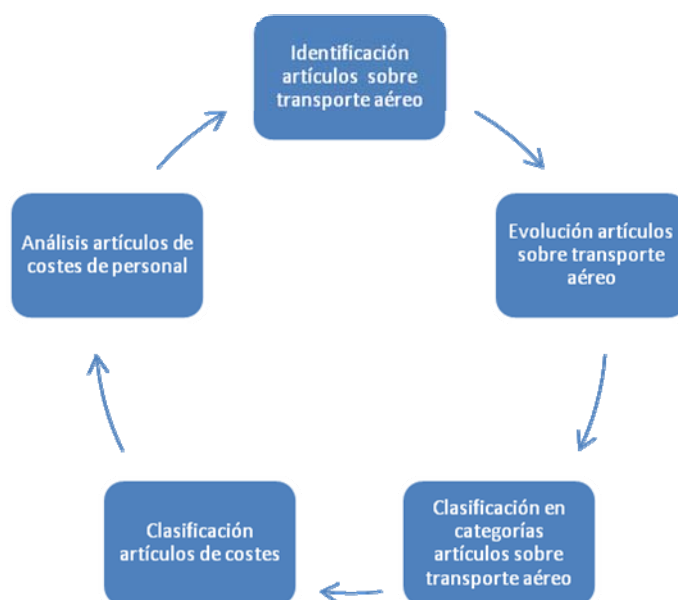 Identificación
artículos sobre
transporte aéreo
Evolución artículos
sobre transporte
aéreo
Clasificación en
categorías
artículos sobre
transporte aéreo
Clasificación
artículos de costes
Análisis artículos de
costes de personal